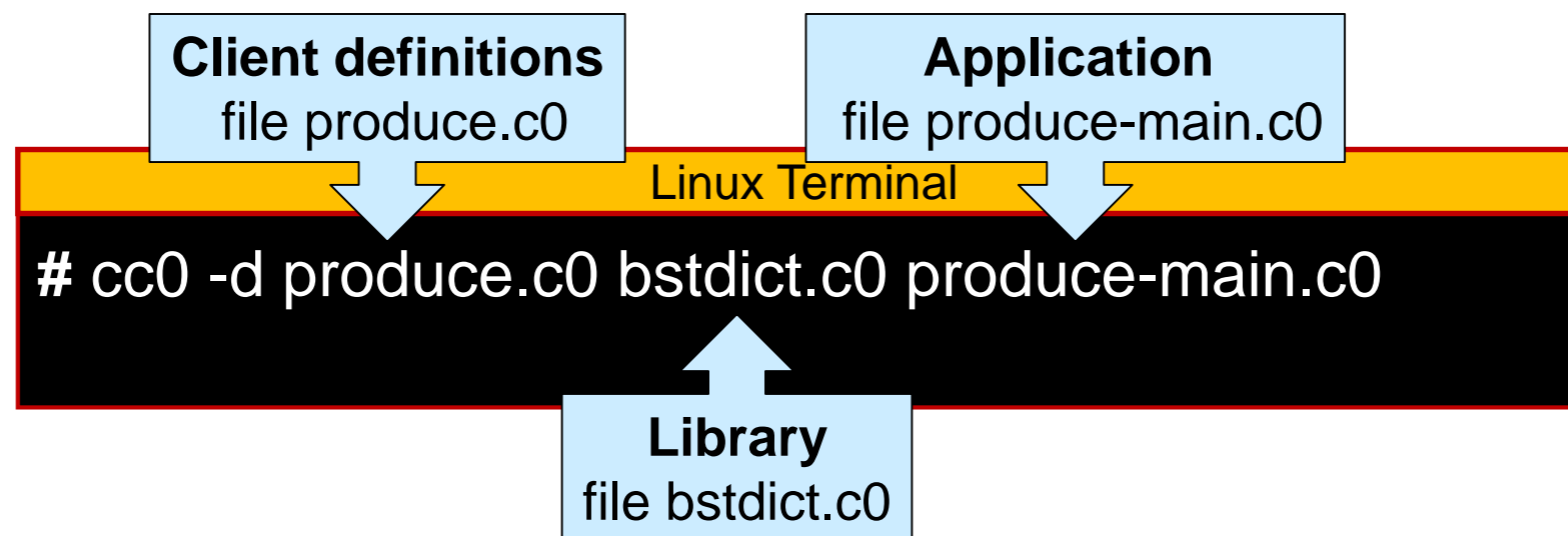 Client definitions
file produce.c0
Application
file produce-main.c0
Linux Terminal
# cc0 -d produce.c0 bstdict.c0 produce-main.c0
Library
file bstdict.c0